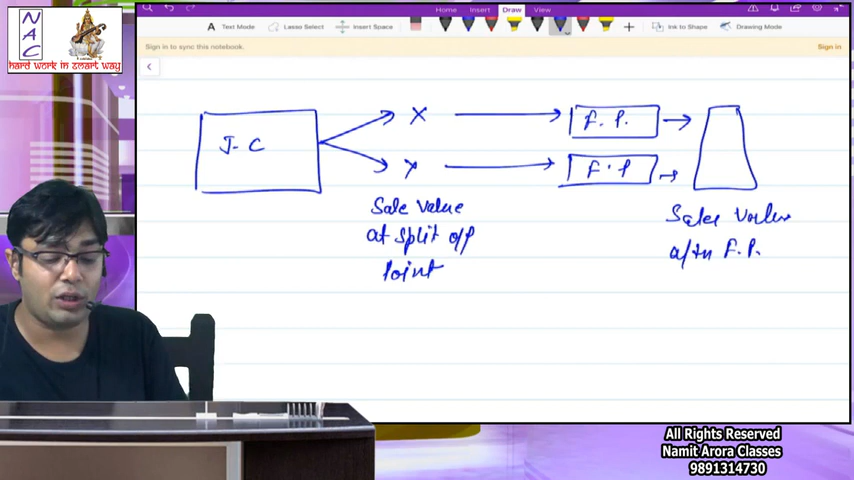 NAC
Hard work in smart way
Home Insert Draw View
Text Mode Lasso Select Insert Space Ink to Shape Drawing Mode
Sign in to sync this notebook. Sign in
J-C
X
F. P.
Y
F. P
Sale Value
at split off
Point
Sales Value
after F. P.
All Rights Reserved
Namit Arora Classes
9891314730